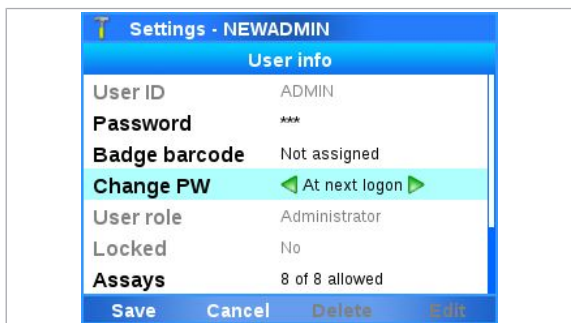 Settings - NEWADMIN
User info
User ID ADMIN
Password ***
Badge barcode Not assigned
Change PW At next logon
User role Administrator
Locked No
Assays 8 of 8 allowed
Save Cancel Delete Edit